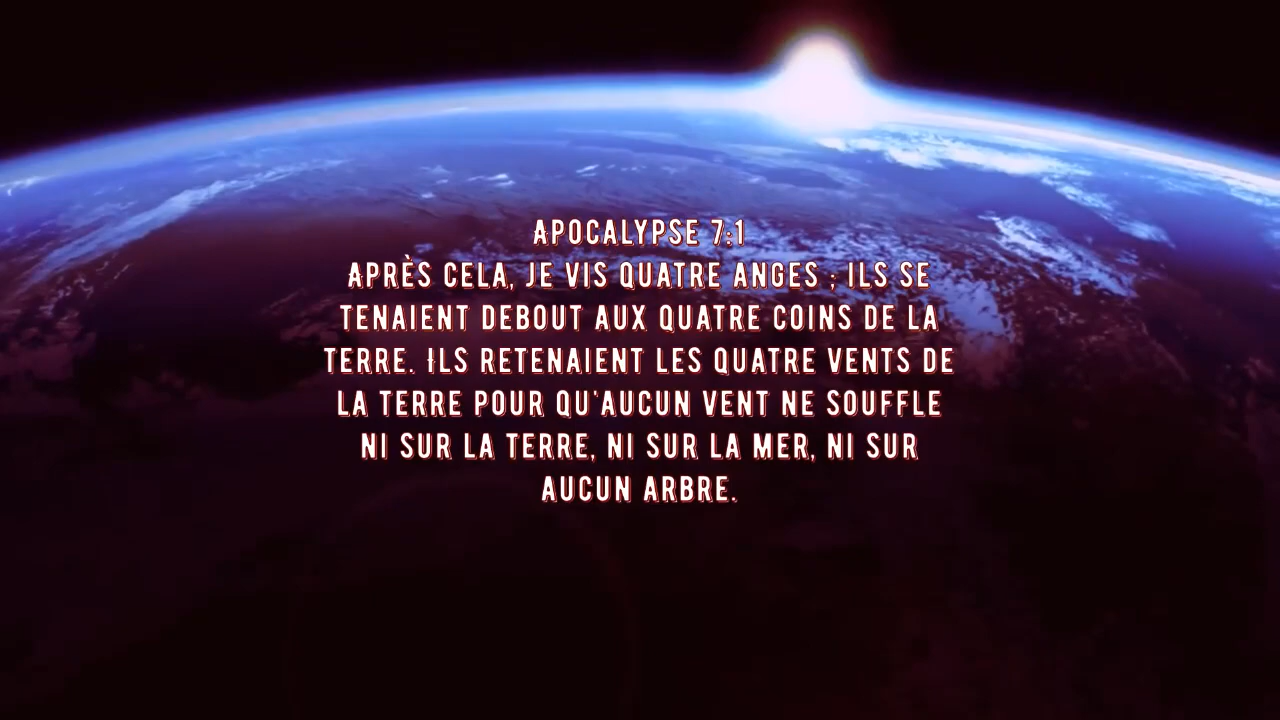 APOCALYPSE 7:1
APRÈS CELA, JE VIS QUATRE ANGES ; ILS SE
TENAIENT DEBOUT AUX QUATRE COINS DE LA
TERRE. ILS RETENAIENT LES QUATRE VENTS DE
LA TERRE POUR QU'AUCUN VENT NE SOUFFLE
NI SUR LA TERRE, NI SUR LA MER, NI SUR
AUCUN ARBRE.